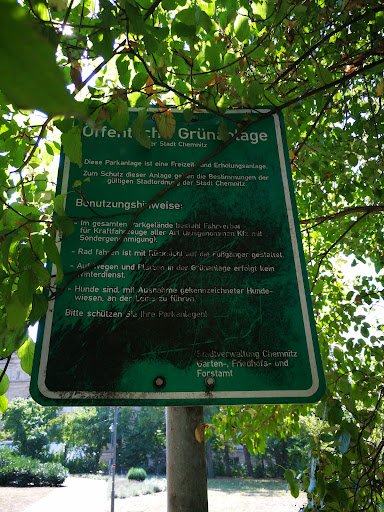 Öffentliche Grünanlage
der Stadt Chemnitz
Diese Parkanlage ist eine Freizeit- und Erholungsanlage.
Zum Schutz dieser Anlage gelten die Bestimmungen der
gültigen Stadtordnung der Stadt Chemnitz.
Benutzungshinweise:
- Im gesamten Parkgelände besteht Fahrverbot
für Kraftfahrzeuge aller Art (ausgenommen Kfz. mit
Sondergenehmigung).
- Rad fahren ist mit Rücksicht auf die Fußgänger gestattet.
- Auf Wegen und Plätzen in der Grünanlage erfolgt kein
Winterdienst.
- Hunde sind, mit Ausnahme gekennzeichneter Hunde-
wiesen, an der Leine zu führen.
Bitte schützen Sie Ihre Parkanlagen!
Stadtverwaltung Chemnitz
Garten-, Friedhofs- und
Forstamt